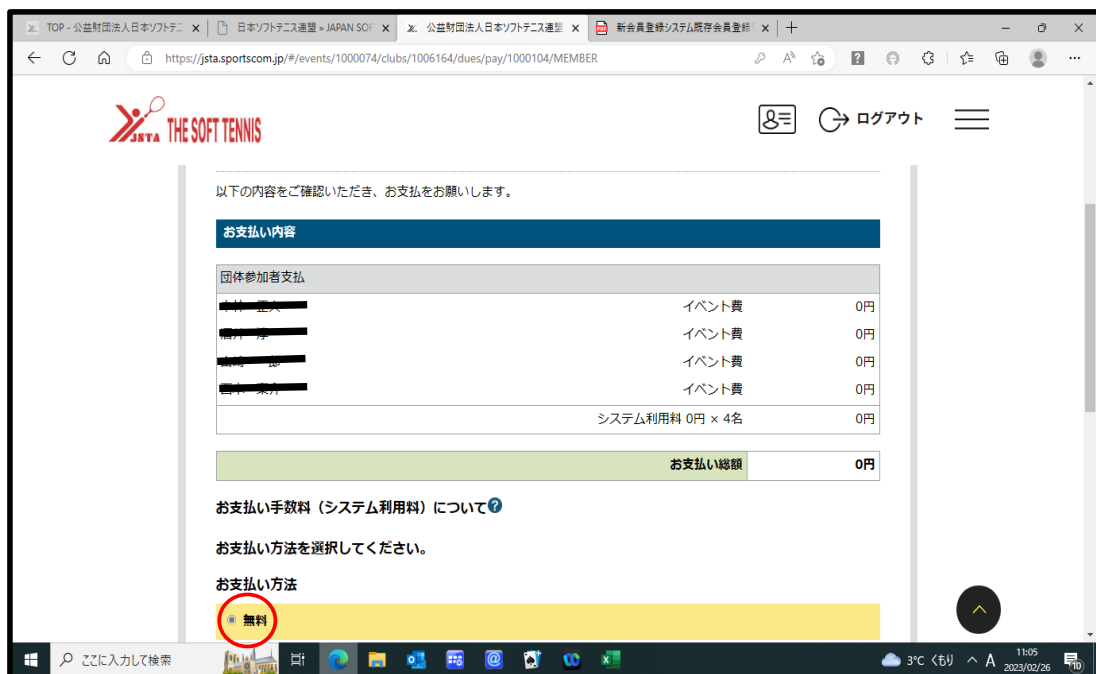 TOP - 公益財団法人日本ソフトテニ
日本ソフトテニス連盟 » JAPAN SOF
公益財団法人日本ソフトテニス連盟
新会員登録システム既存会員登録
https://jsta.sportscom.jp/#/events/1000074/clubs/1006164/dues/pay/1000104/MEMBER
JSTA THE SOFT TENNIS
ログアウト
以下の内容をご確認いただき、お支払をお願いします。
お支払い内容
団体参加者支払
イベント費 0円
イベント費 0円
イベント費 0円
イベント費 0円
システム利用料 0円 × 4名 0円
お支払い総額 0円
お支払い手数料（システム利用料）について?
お支払い方法を選択してください。
お支払い方法
無料
ここに入力して検索
3°C くもり
A
11:05
2023/02/26
10